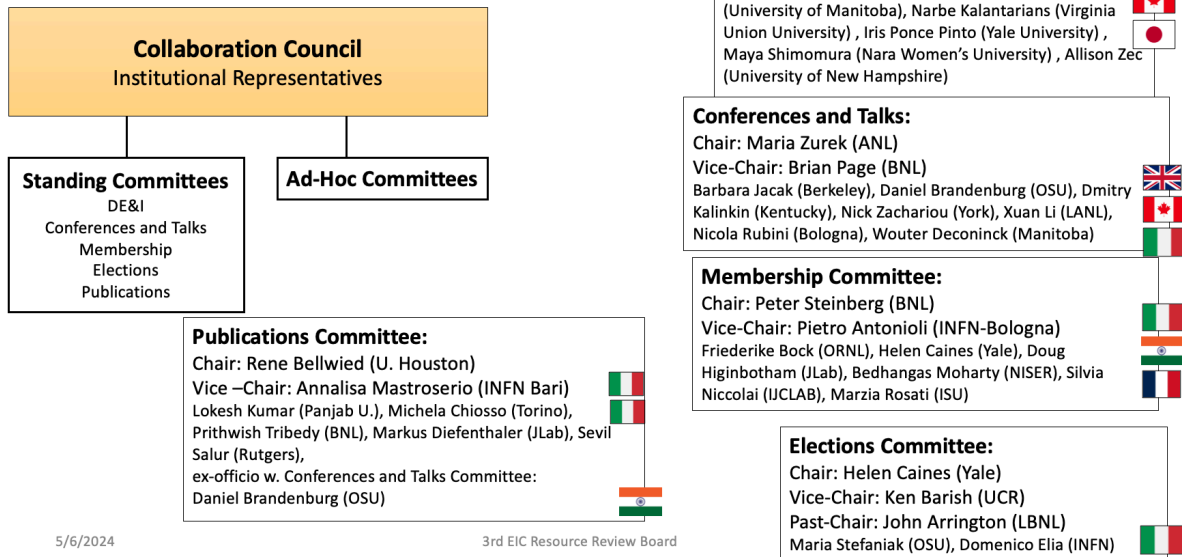 Collaboration Council
Institutional Representatives
Standing Committees
DE&I
Conferences and Talks
Membership
Elections
Publications
Ad-Hoc Committees
(University of Manitoba), Narbe Kalantarians (Virginia
Union University) , Iris Ponce Pinto (Yale University) ,
Maya Shimomura (Nara Women’s University) , Allison Zec
(University of New Hampshire)
Conferences and Talks:
Chair: Maria Zurek (ANL)
Vice-Chair: Brian Page (BNL)
Barbara Jacak (Berkeley), Daniel Brandenburg (OSU), Dmitry
Kalinkin (Kentucky), Nick Zachariou (York), Xuan Li (LANL),
Nicola Rubini (Bologna), Wouter Deconinck (Manitoba)
Membership Committee:
Chair: Peter Steinberg (BNL)
Vice-Chair: Pietro Antonioli (INFN-Bologna)
Friederike Bock (ORNL), Helen Caines (Yale), Doug
Higinbotham (JLab), Bedhangas Moharty (NISER), Silvia
Niccolai (IJCLAB), Marzia Rosati (ISU)
Publications Committee:
Chair: Rene Bellwied (U. Houston)
Vice –Chair: Annalisa Mastroserio (INFN Bari)
Lokesh Kumar (Panjab U.), Michela Chiosso (Torino),
Prithwish Tribedy (BNL), Markus Diefenthaler (JLab), Sevil
Salur (Rutgers),
ex-officio w. Conferences and Talks Committee:
Daniel Brandenburg (OSU)
Elections Committee:
Chair: Helen Caines (Yale)
Vice-Chair: Ken Barish (UCR)
Past-Chair: John Arrington (LBNL)
Maria Stefaniak (OSU), Domenico Elia (INFN)
5/6/2024
3rd EIC Resource Review Board